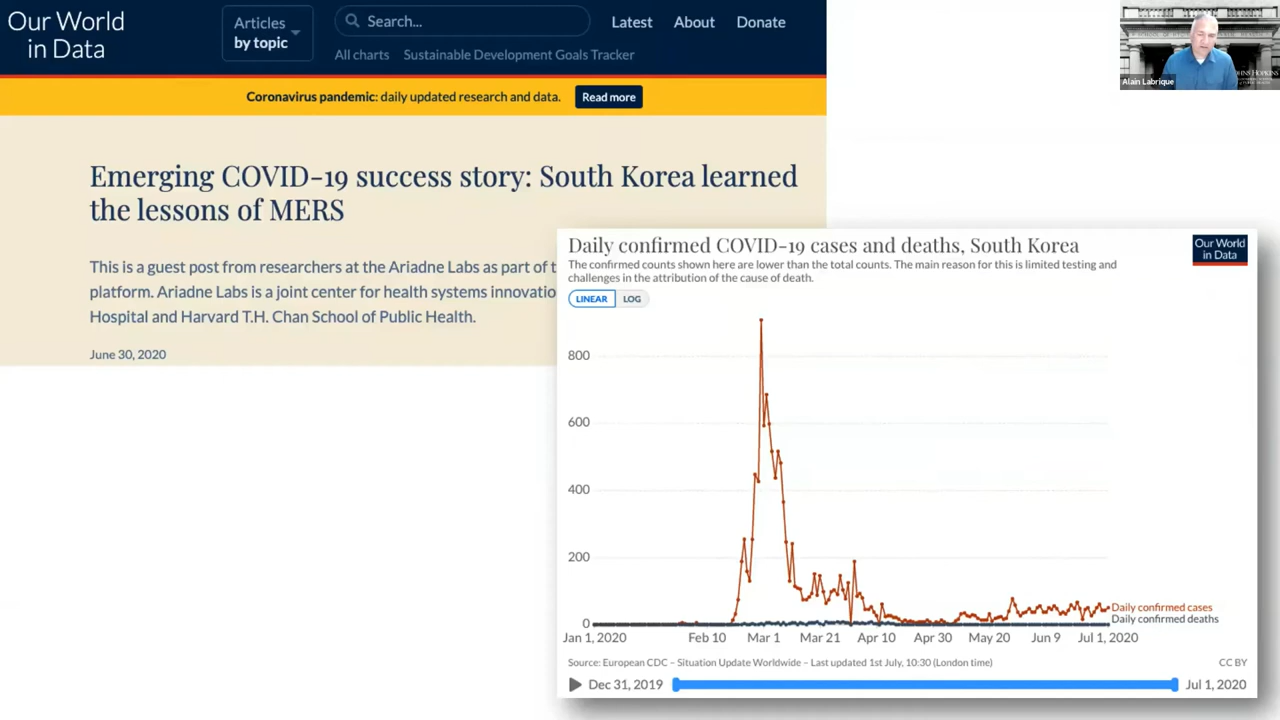 Our World
in Data
Articles
by topic
Search...
Latest
About
Donate
All charts
Sustainable Development Goals Tracker
Coronavirus pandemic: daily updated research and data.
Read more
Emerging COVID-19 success story: South Korea learned
the lessons of MERS
This is a guest post from researchers at the Ariadne Labs as part of t
platform. Ariadne Labs is a joint center for health systems innovatio
Hospital and Harvard T.H. Chan School of Public Health.
June 30, 2020
Alain Labrique
Daily confirmed COVID-19 cases and deaths, South Korea
Our World
in Data
The confirmed counts shown here are lower than the total counts. The main reason for this is limited testing and
challenges in the attribution of the cause of death.
LINEAR
LOG
800
600
400
200
0
Daily confirmed cases
Daily confirmed deaths
Jan 1, 2020
Feb 10
Mar 1
Mar 21
Apr 10
Apr 30
May 20
Jun 9
Jul 1, 2020
Source: European CDC – Situation Update Worldwide – Last updated 1st July, 10:30 (London time)
CC BY
Dec 31, 2019
Jul 1, 2020